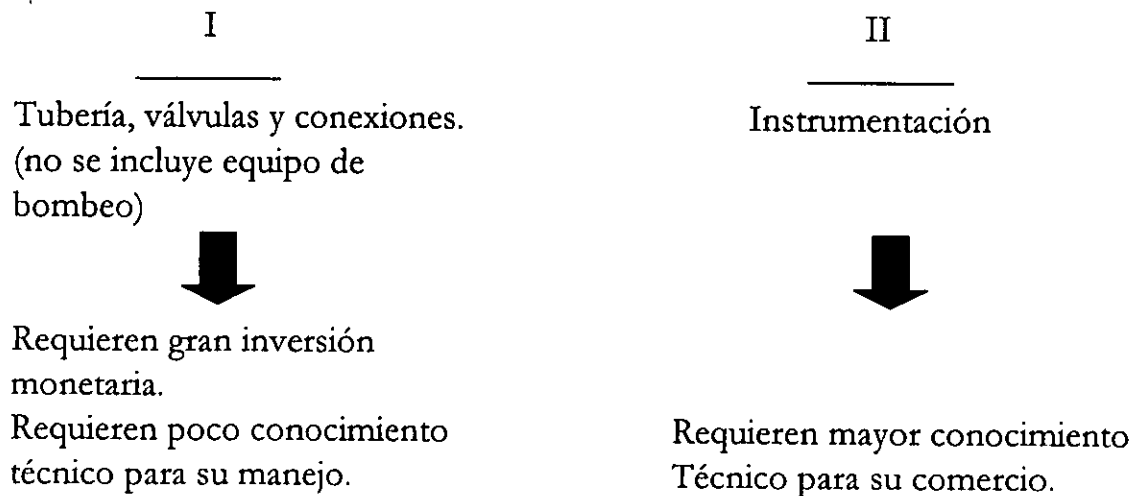 I
Tubería, válvulas y conexiones.
(no se incluye equipo de
bombeo)
Requieren gran inversión
monetaria.
Requieren poco conocimiento
técnico para su manejo.
II
Instrumentación
Requieren mayor conocimiento
Técnico para su comercio.